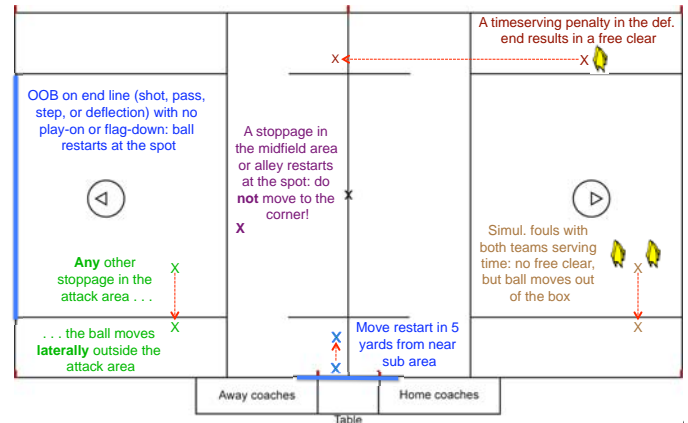 A timeserving penalty in the def.
end results in a free clear
X
X
OOB on end line (shot, pass,
step, or deflection) with no
play-on or flag-down: ball
restarts at the spot
A stoppage in
the midfield area
or alley restarts
at the spot: do
not move to the
corner!
X
X
Simul. fouls with
both teams serving
time: no free clear,
but ball moves out
of the box
X
X
Any other
stoppage in the
attack area . . .
X
X
. . . the ball moves
laterally outside the
attack area
X
X
Move restart in 5
yards from near
sub area
Away coaches
Home coaches
Table